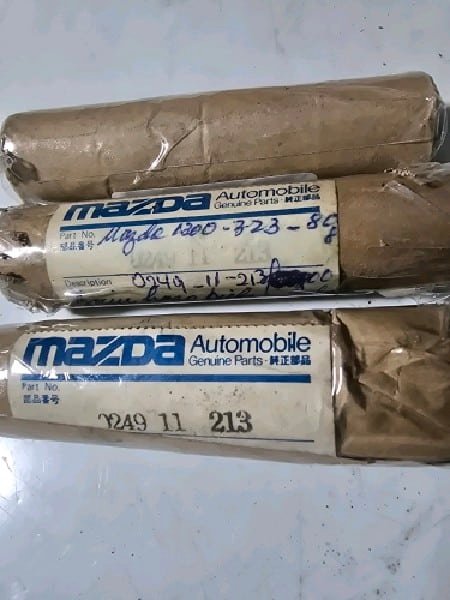 mazda Automobile
Genuine Parts · 純正部品
Part No.
部品番号
Mazda 1200-323-
0249 11 213
Description
0249-11-213
mazda Automobile
Genuine Parts · 純正部品
Part No.
部品番号
0249 11 213